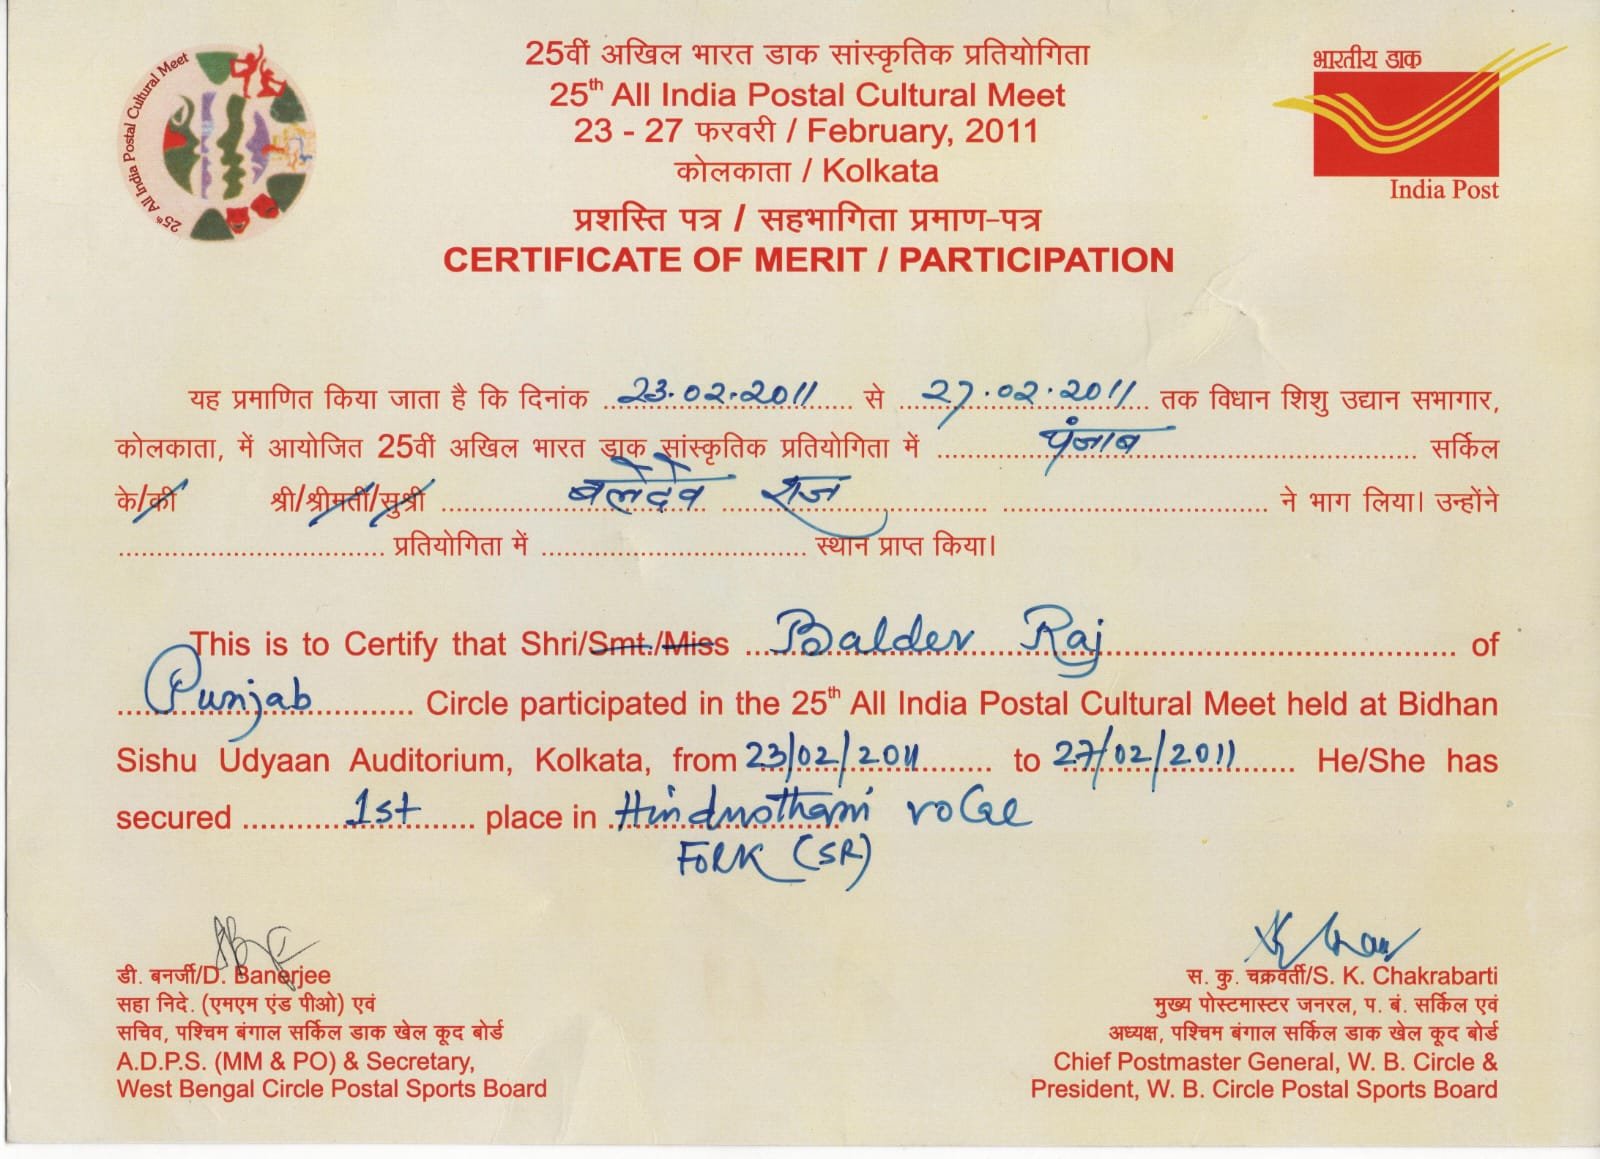 25वीं अखिल भारत डाक सांस्कृतिक प्रतियोगिता
25th All India Postal Cultural Meet
23 - 27 फरवरी / February, 2011
कोलकाता / Kolkata
प्रशस्ति पत्र / सहभागिता प्रमाण-पत्र
CERTIFICATE OF MERIT / PARTICIPATION
25th All India Postal Cultural Meet
भारतीय डाक
India Post
यह प्रमाणित किया जाता है कि दिनांक 23.02.2011 से 27.02.2011 तक विधान शिशु उद्यान सभागार,
कोलकाता, में आयोजित 25वीं अखिल भारत डाक सांस्कृतिक प्रतियोगिता में पंजाब सर्किल
के/की श्री/श्रीमती/सुश्री बलदेव राज ने भाग लिया। उन्होंने
प्रतियोगिता में स्थान प्राप्त किया।
This is to Certify that Shri/Smt./Miss Baldev Raj of
Punjab Circle participated in the 25th All India Postal Cultural Meet held at Bidhan
Sishu Udyaan Auditorium, Kolkata, from 23/02/2011 to 27/02/2011 He/She has
secured 1st place in Hindusthani
FORK (SR)
डी. बनर्जी/D. Banerjee
सहा निदे. (एमएम एंड पीओ) एवं
सचिव, पश्चिम बंगाल सर्किल डाक खेल कूद बोर्ड
A.D.P.S. (MM & PO) & Secretary,
West Bengal Circle Postal Sports Board
स. कु. चक्रवर्ती/S. K. Chakrabarti
मुख्य पोस्टमास्टर जनरल, प. बं. सर्किल एवं
अध्यक्ष, पश्चिम बंगाल सर्किल डाक खेल कूद बोर्ड
Chief Postmaster General, W. B. Circle &
President, W. B. Circle Postal Sports Board